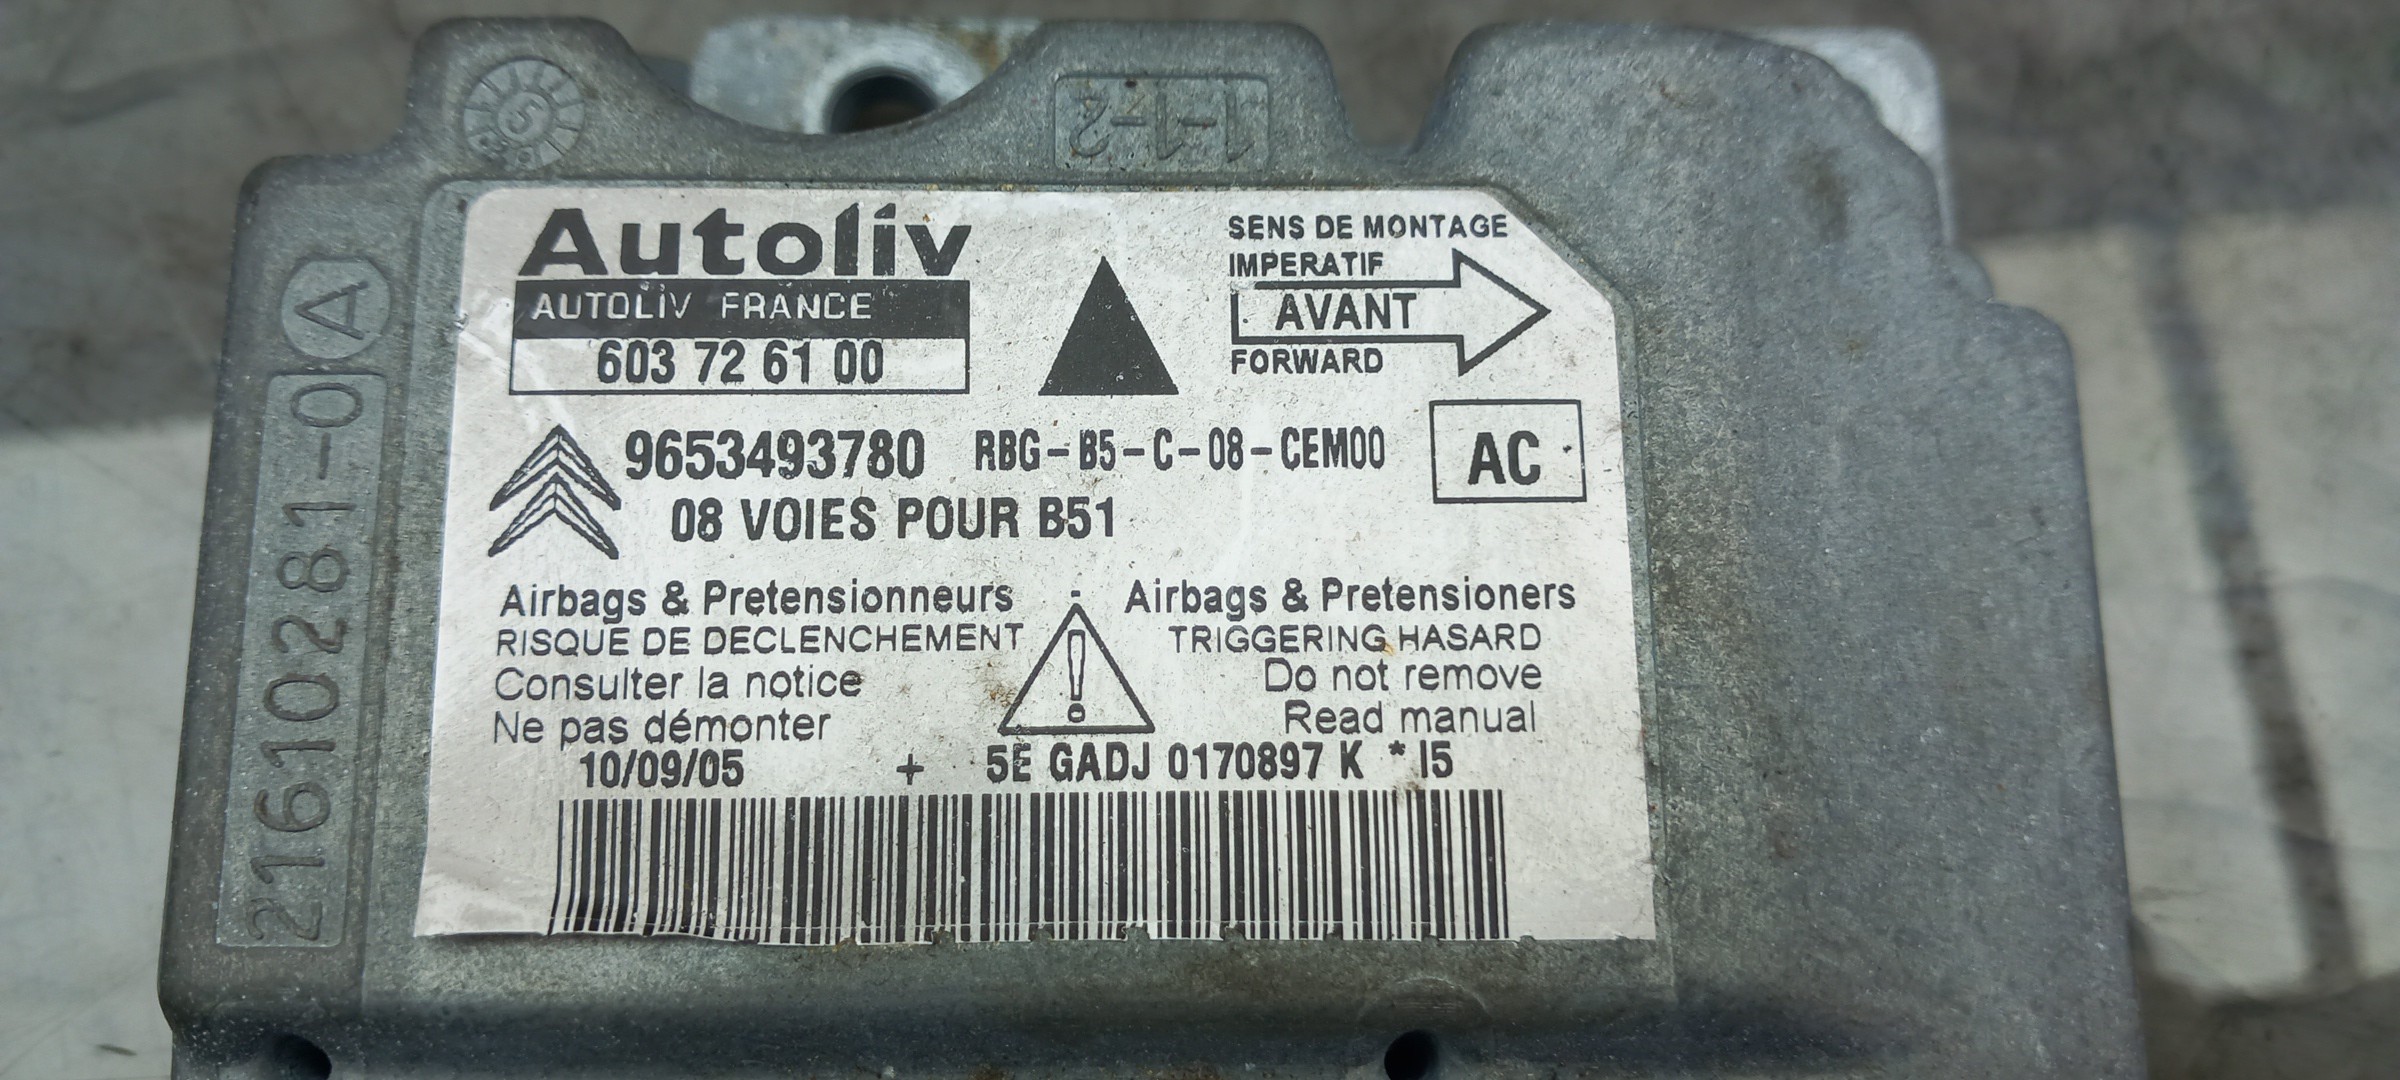 5
1-1-2
A
21610281-0
Autoliv
AUTOLIV FRANCE
603 72 61 00
SENS DE MONTAGE
IMPERATIF
AVANT
FORWARD
9653493780 RBG-B5-C-08-CEM00
AC
08 VOIES POUR B51
Airbags & Pretensionneurs
RISQUE DE DECLENCHEMENT
Consulter la notice
Ne pas démonter
Airbags & Pretensioners
TRIGGERING HASARD
Do not remove
Read manual
10/09/05 + 5E GADJ 0170897 K * I5